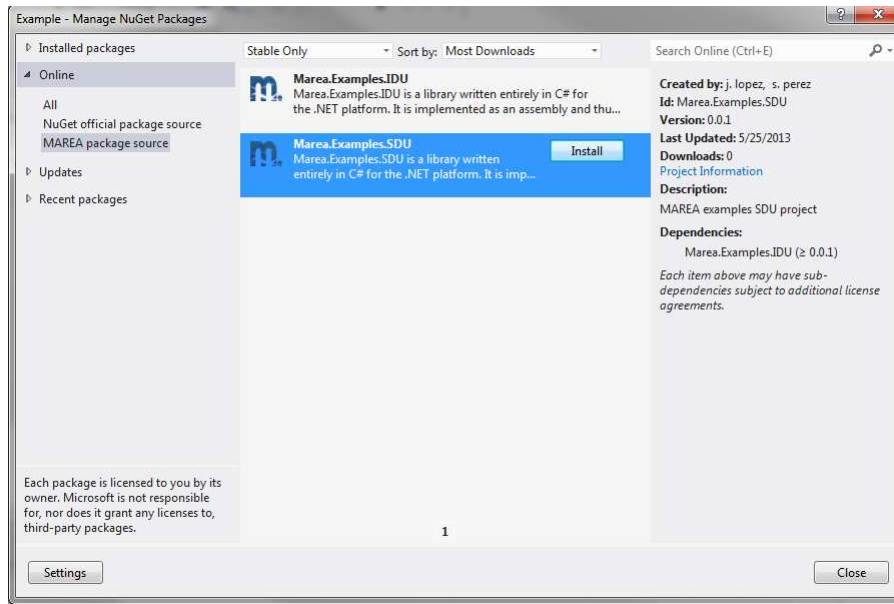 Example - Manage NuGet Packages
Installed packages
Online
All
NuGet official package source
MAREA package source
Updates
Recent packages
Each package is licensed to you by its
owner. Microsoft is not responsible
for, nor does it grant any licenses to,
third-party packages.
Settings
Stable Only
Sort by: Most Downloads
Marea.Examples.IDU
Marea.Examples.IDU is a library written entirely in C# for
the .NET platform. It is implemented as an assembly and thu...
Marea.Examples.SDU
Marea.Examples.SDU is a library written
entirely in C# for the .NET platform. It is imp...
Install
1
Search Online (Ctrl+E)
Created by: j. lopez, s. perez
Id: Marea.Examples.SDU
Version: 0.0.1
Last Updated: 5/25/2013
Downloads: 0
Project Information
Description:
MAREA examples SDU project
Dependencies:
Marea.Examples.IDU (≥ 0.0.1)
Each item above may have sub-
dependencies subject to additional license
agreements.
Close